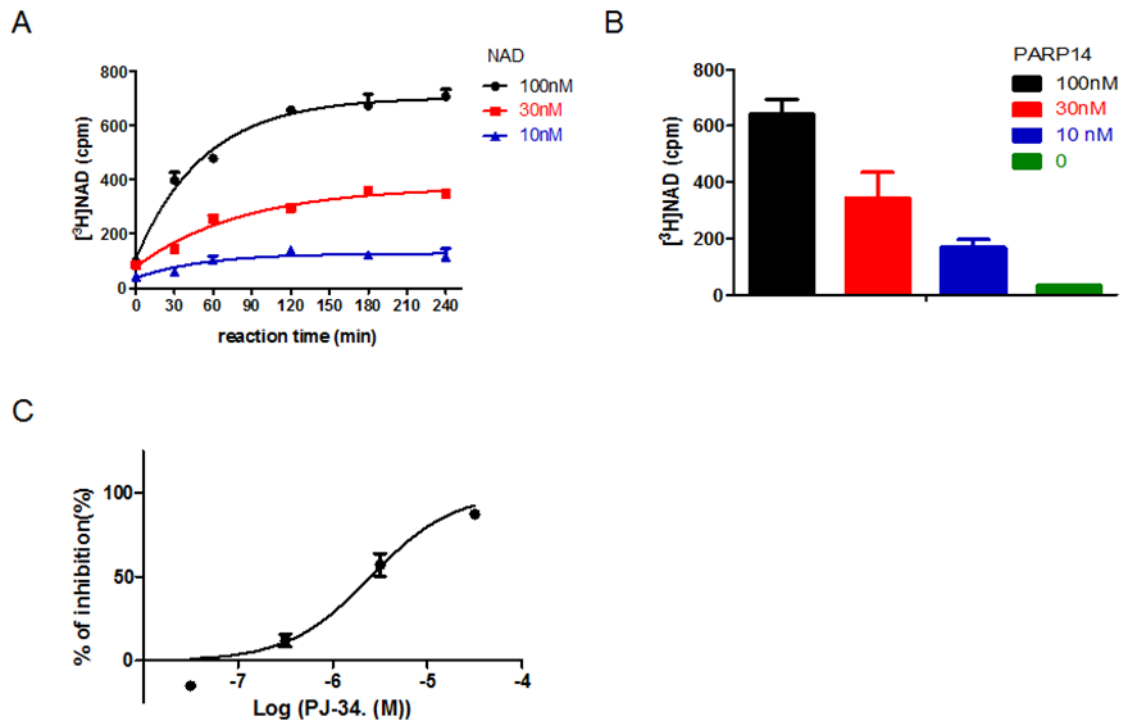 A
NAD
100nM
30nM
10nM
[³H]NAD (cpm)
800
600
400
200
0
0 30 60 90 120 150 180 210 240
reaction time (min)
B
PARP14
100nM
30nM
10 nM
0
[³H]NAD (cpm)
800
600
400
200
0
C
% of inhibition(%)
100
50
0
-7 -6 -5 -4
Log (PJ-34. (M))